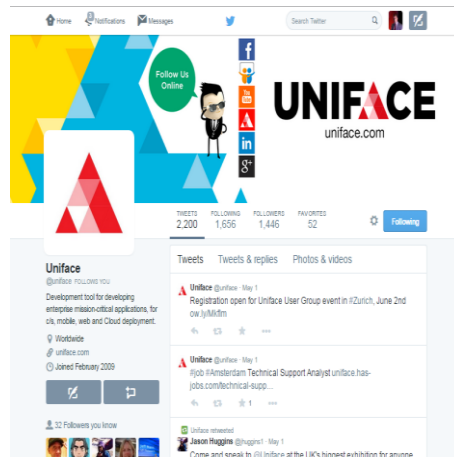 Home Notifications Messages Search Twitter
Follow Us
Online
You
Tube
in
g+
UNIFACE
uniface.com
TWEETS FOLLOWING FOLLOWERS FAVORITES
2,200 1,656 1,446 52
Following
Uniface
@uniface FOLLOWS YOU
Development tool for developing
enterprise mission-critical applications, for
c/s, mobile, web and Cloud deployment.
Worldwide
uniface.com
Joined February 2009
32 Followers you know
Tweets Tweets & replies Photos & videos
Uniface @uniface · May 1
Registration open for Uniface User Group event in #Zurich, June 2nd
ow.ly/Mkflm
Uniface @uniface · May 1
#job #Amsterdam Technical Support Analyst uniface.has-
jobs.com/technical-supp...
1
Uniface retweeted
Jason Huggins @jhuggins1 · May 1
Come and speak to @Uniface at the UK's biggest exhibition for anyone